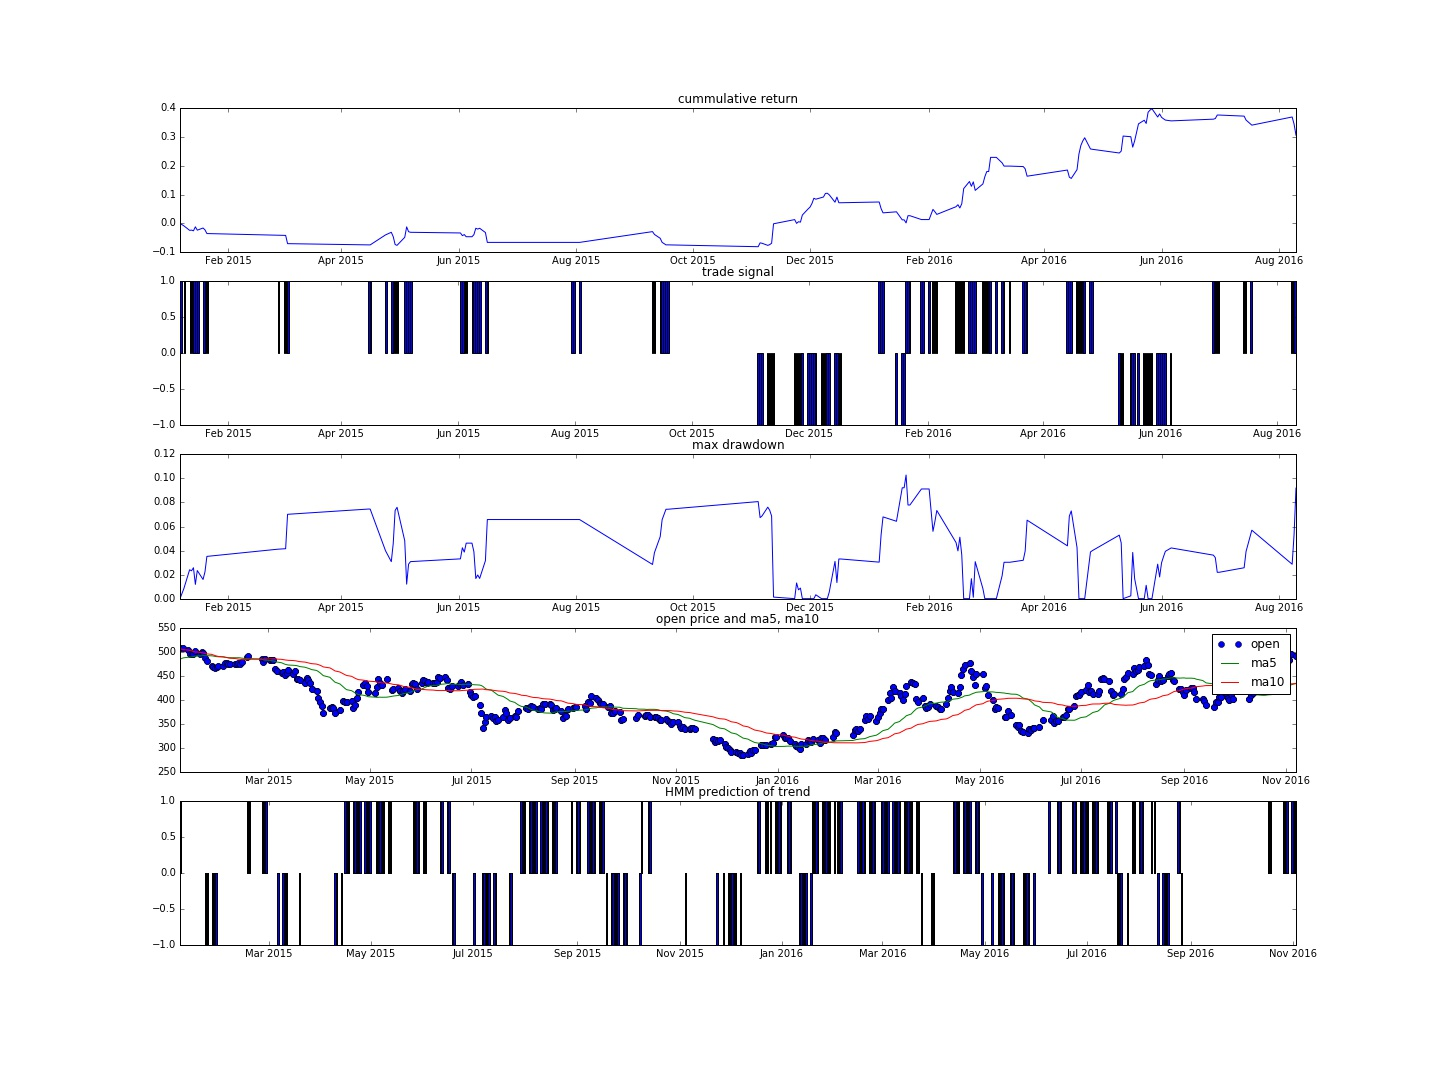 cummulative return
0.4
0.3
0.2
0.1
0.0
−0.1
Feb 2015 Apr 2015 Jun 2015 Aug 2015 Oct 2015 Dec 2015 Feb 2016 Apr 2016 Jun 2016 Aug 2016
trade signal
1.0
0.5
0.0
−0.5
−1.0
Feb 2015 Apr 2015 Jun 2015 Aug 2015 Oct 2015 Dec 2015 Feb 2016 Apr 2016 Jun 2016 Aug 2016
max drawdown
0.12
0.10
0.08
0.06
0.04
0.02
0.00
Feb 2015 Apr 2015 Jun 2015 Aug 2015 Oct 2015 Dec 2015 Feb 2016 Apr 2016 Jun 2016 Aug 2016
open price and ma5, ma10
550
500
450
400
350
300
250
open
ma5
ma10
Mar 2015 May 2015 Jul 2015 Sep 2015 Nov 2015 Jan 2016 Mar 2016 May 2016 Jul 2016 Sep 2016 Nov 2016
HMM prediction of trend
1.0
0.5
0.0
−0.5
−1.0
Mar 2015 May 2015 Jul 2015 Sep 2015 Nov 2015 Jan 2016 Mar 2016 May 2016 Jul 2016 Sep 2016 Nov 2016